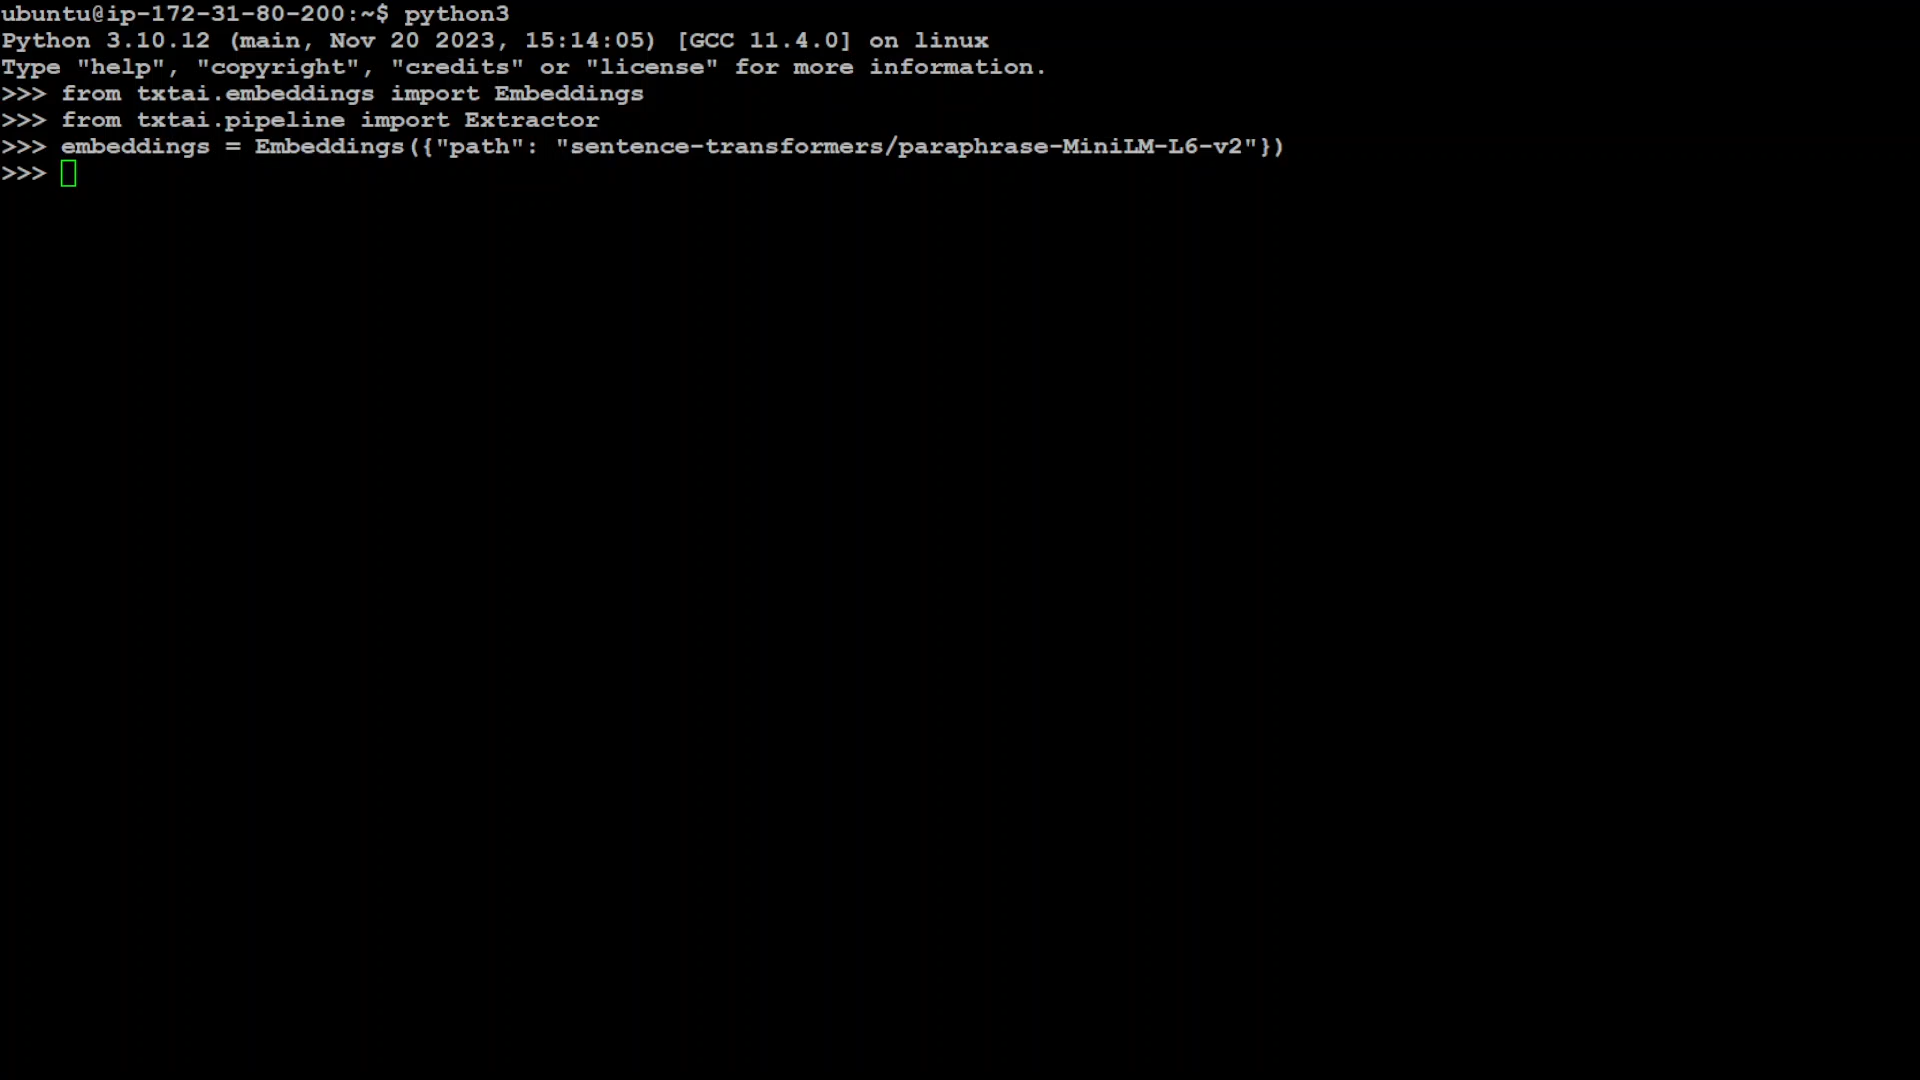 ubuntu@ip-172-31-80-200:~$ python3
Python 3.10.12 (main, Nov 20 2023, 15:14:05) [GCC 11.4.0] on linux
Type "help", "copyright", "credits" or "license" for more information.
>>> from txtai.embeddings import Embeddings
>>> from txtai.pipeline import Extractor
>>> embeddings = Embeddings({"path": "sentence-transformers/paraphrase-MiniLM-L6-v2"})
>>>